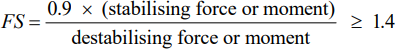 FS = 0.9 × (stabilising force or moment) / destabilising force or moment ≥ 1.4